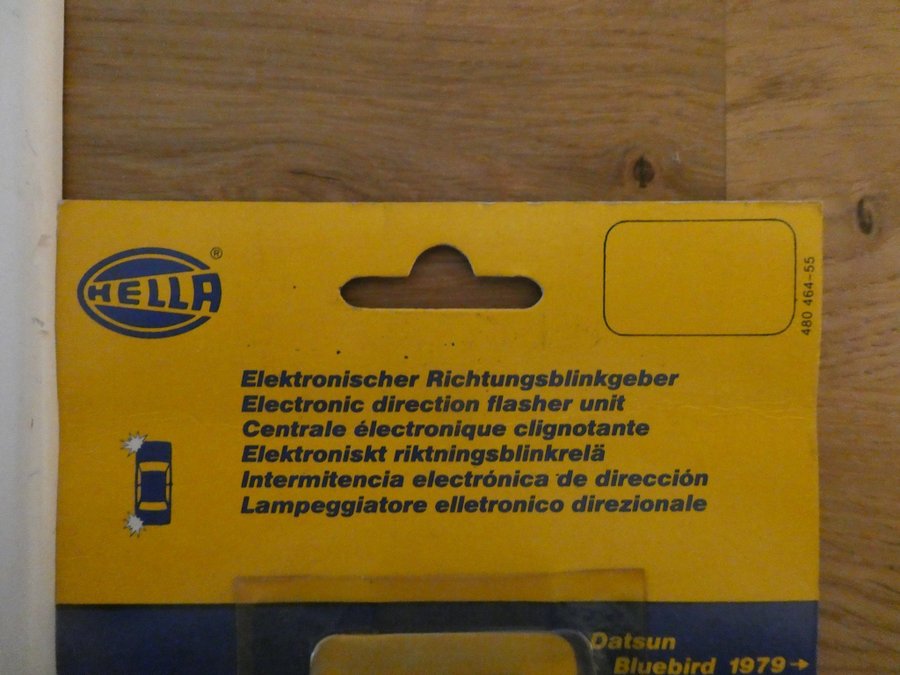 HELLA ®
480 464-55
Elektronischer Richtungsblinkgeber
Electronic direction flasher unit
Centrale électronique clignotante
Elektroniskt riktningsblinkrelä
Intermitencia electrónica de dirección
Lampeggiatore elletronico direzionale
Datsun
Bluebird 1979→